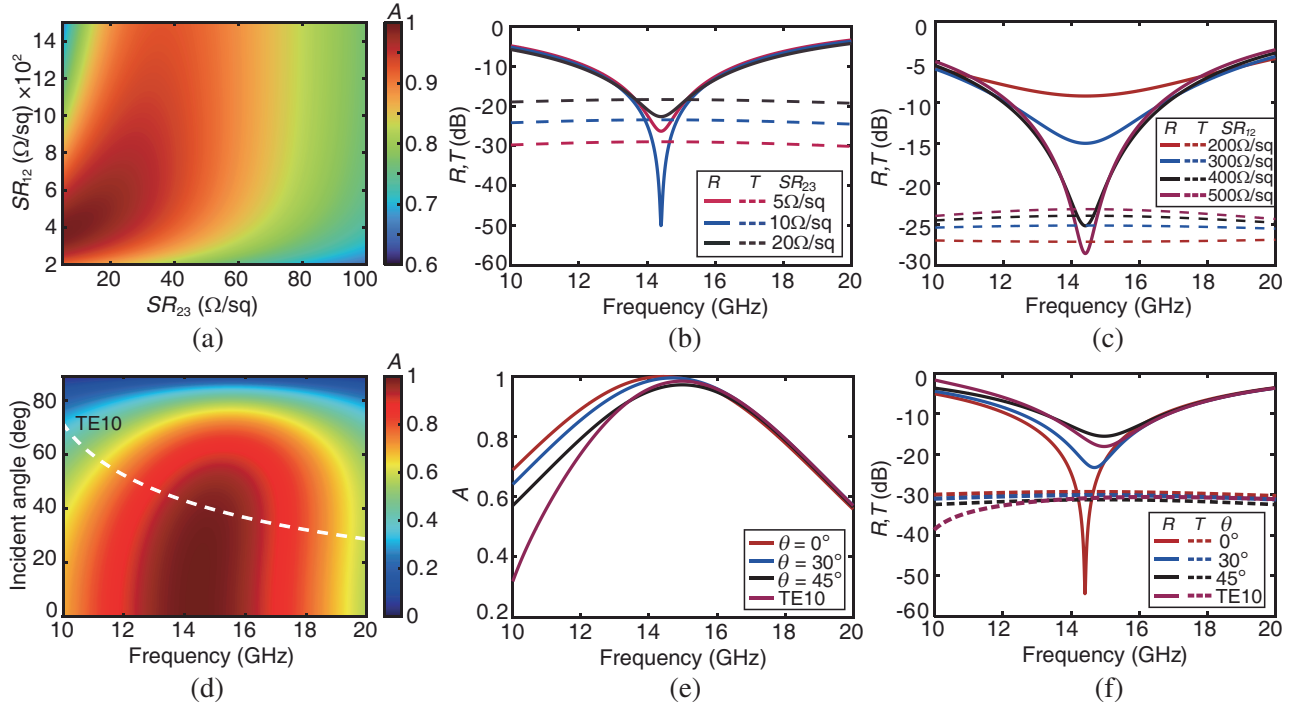 A
SR12 (Ω/sq) ×10²
14
12
10
8
6
4
2
20
40
60
80
100
SR23 (Ω/sq)
1
0.9
0.8
0.7
0.6
(a)
R,T (dB)
0
-10
-20
-30
-40
-50
-60
10
12
14
16
18
20
Frequency (GHz)
R T SR23
5Ω/sq
10Ω/sq
20Ω/sq
(b)
R,T (dB)
0
-5
-10
-15
-20
-25
-30
10
12
14
16
18
20
Frequency (GHz)
R T SR12
200Ω/sq
300Ω/sq
400Ω/sq
500Ω/sq
(c)
A
Incident angle (deg)
80
60
40
20
0
TE10
10
12
14
16
18
20
Frequency (GHz)
1
0.8
0.6
0.4
0.2
0
(d)
A
1
0.8
0.6
0.4
0.2
10
12
14
16
18
20
Frequency (GHz)
θ = 0°
θ = 30°
θ = 45°
TE10
(e)
R,T (dB)
0
-10
-20
-30
-40
-50
-60
10
12
14
16
18
20
Frequency (GHz)
R T θ
0°
30°
45°
TE10
(f)